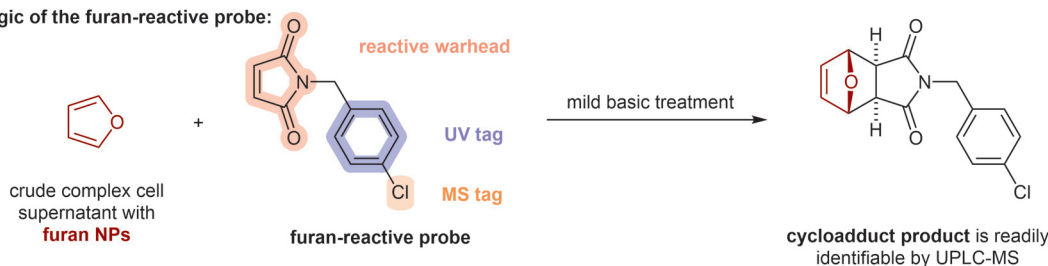 gic of the furan-reactive probe:
O
N
O
Cl
reactive warhead
UV tag
MS tag
O
+
mild basic treatment
H
O
O
N
H
O
Cl
crude complex cell
supernatant with
furan NPs
furan-reactive probe
cycloadduct product is readily
identifiable by UPLC-MS